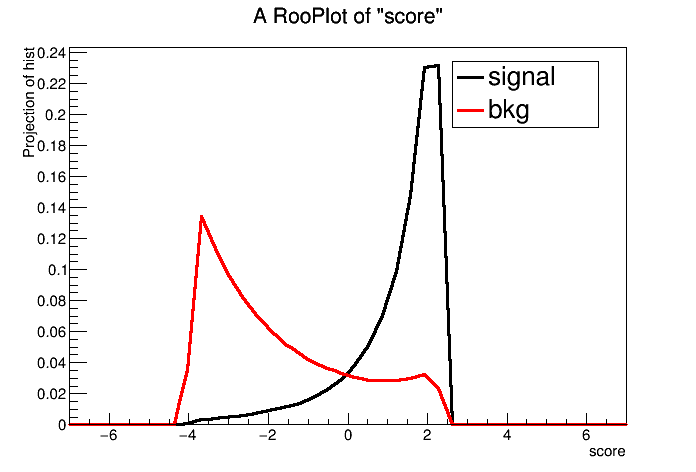 A RooPlot of "score"
Projection of hist
0.24
0.22
0.2
0.18
0.16
0.14
0.12
0.1
0.08
0.06
0.04
0.02
0
signal
bkg
−6 −4 −2 0 2 4 6
score